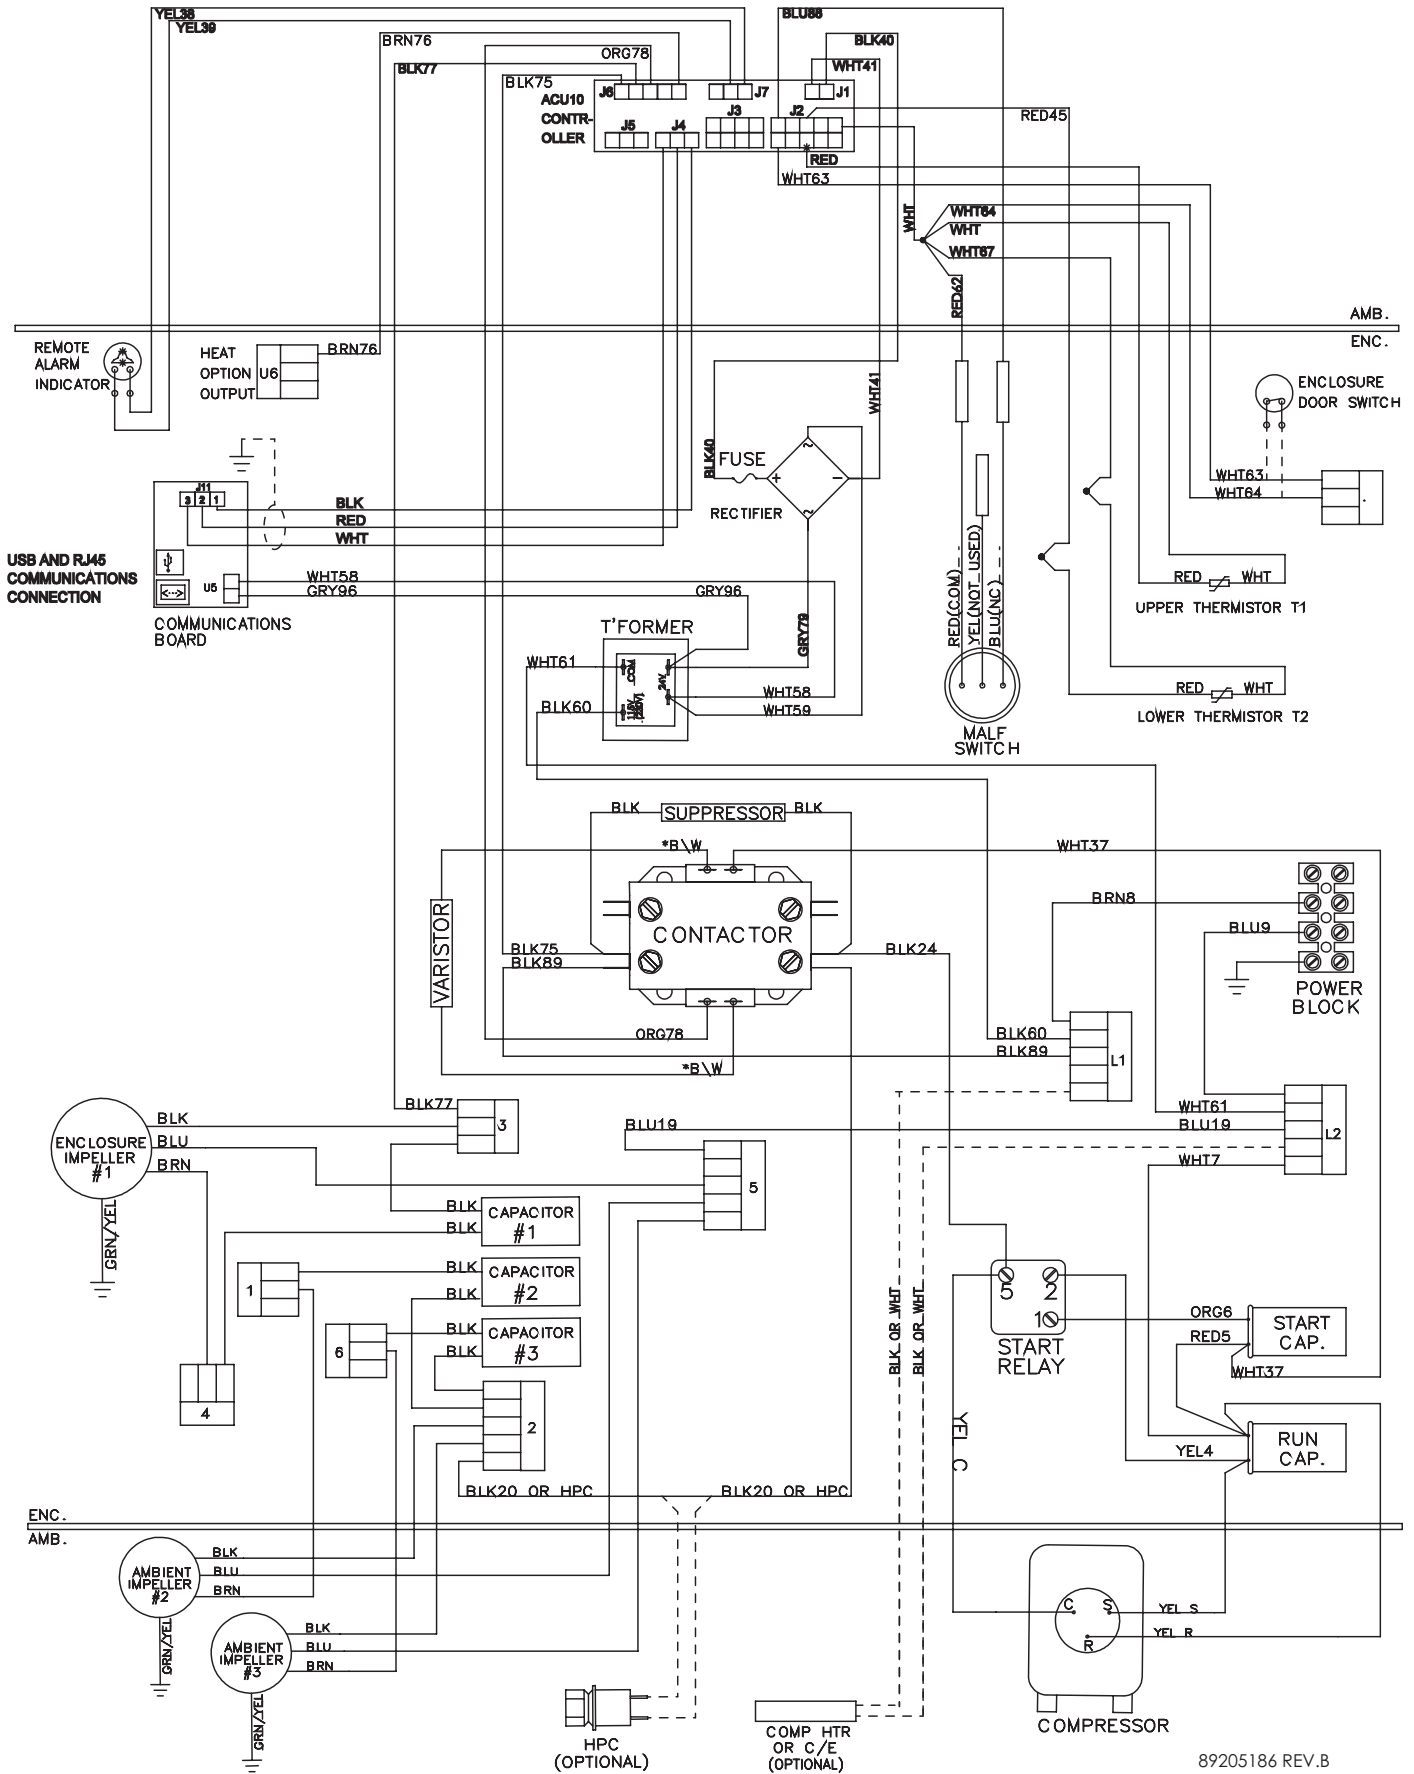 YEL38
YEL39
BLU88
BRN76
ORG78
BLK40
BLK77
WHT41
BLK75
J6
J7
J1
ACU10
CONTR-
OLLER
J3
J2
J5
J4
RED45
RED
WHT63
WHT
WHT64
WHT
WHT67
RED62
AMB.
ENC.
REMOTE
ALARM
INDICATOR
HEAT
OPTION
OUTPUT
U6
BRN76
ENCLOSURE
DOOR SWITCH
WHT41
BLK40
FUSE
+
~
~
-
RECTIFIER
WHT63
WHT64
J11
3 2 1
BLK
RED
WHT
USB AND RJ45
COMMUNICATIONS
CONNECTION
U5
<··>
WHT58
GRY96
GRY96
COMMUNICATIONS
BOARD
GRY79
RED(COM)
YEL(NOT USED)
BLU(NC)
RED
WHT
UPPER THERMISTOR T1
T'FORMER
WHT61
COM
24V
BLK60
WHT58
WHT59
RED
WHT
LOWER THERMISTOR T2
MALF
SWITCH
BLK
SUPPRESSOR
BLK
*B\W
WHT37
VARISTOR
CONTACTOR
BRN8
BLU9
BLK75
BLK89
BLK24
POWER
BLOCK
ORG78
*B\W
BLK60
BLK89
L1
BLK77
3
BLK
BLU
BRN
ENCLOSURE
IMPELLER
#1
GRN/YEL
BLU19
WHT61
BLU19
L2
WHT7
5
BLK
BLK
CAPACITOR
#1
1
BLK
BLK
CAPACITOR
#2
6
BLK
BLK
CAPACITOR
#3
4
2
BLK OR WHT
BLK OR WHT
5
2
1
START
RELAY
ORG6
RED5
START
CAP.
WHT37
YEL C
YEL4
RUN
CAP.
BLK20 OR HPC
BLK20 OR HPC
ENC.
AMB.
AMBIENT
IMPELLER
#2
BLK
BLU
BRN
GRN/YEL
AMBIENT
IMPELLER
#3
BLK
BLU
BRN
GRN/YEL
C
S
R
YEL S
YEL R
HPC
(OPTIONAL)
COMP HTR
OR C/E
(OPTIONAL)
COMPRESSOR
89205186 REV.B